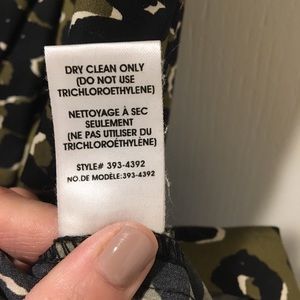 DRY CLEAN ONLY
(DO NOT USE
TRICHLOROETHYLENE)
NETTOYAGE À SEC
SEULEMENT
(NE PAS UTILISER DU
TRICHLOROÉTHYLÈNE)
STYLE# 393-4392
NO.DE MODÈLE:393-4392